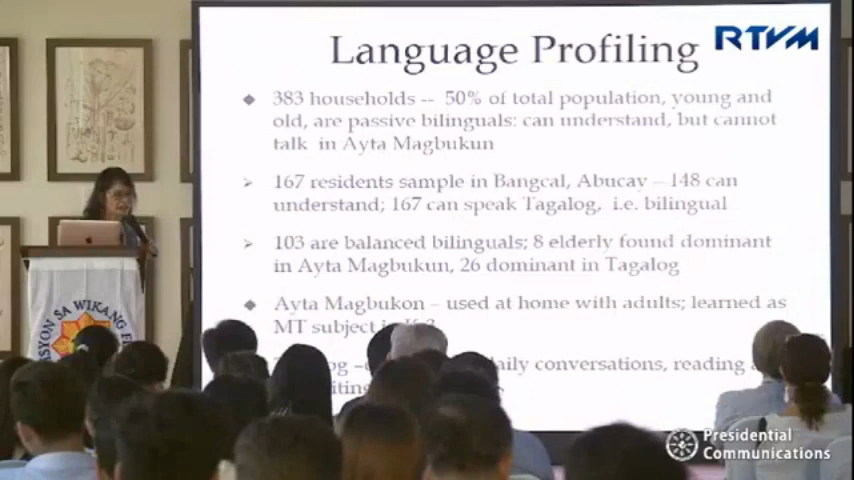 Language Profiling
RTVM
383 households -- 50% of total population, young and
old, are passive bilinguals: can understand, but cannot
talk in Ayta Magbukun
167 residents sample in Bangcal, Abucay – 148 can
understand; 167 can speak Tagalog, i.e. bilingual
103 are balanced bilinguals; 8 elderly found dominant
in Ayta Magbukun, 26 dominant in Tagalog
Ayta Magbukon – used at home with adults; learned as
MT subject
daily conversations, reading
SA WIKANG
Presidential
Communications